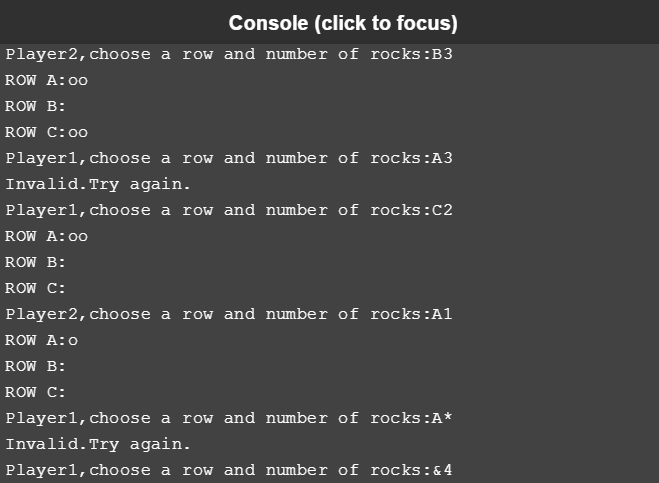 Console (click to focus)
Player2,choose a row and number of rocks:B3
ROW A:oo
ROW B:
ROW C:oo
Player1,choose a row and number of rocks:A3
Invalid.Try again.
Player1,choose a row and number of rocks:C2
ROW A:oo
ROW B:
ROW C:
Player2,choose a row and number of rocks:A1
ROW A:o
ROW B:
ROW C:
Player1,choose a row and number of rocks:A*
Invalid.Try again.
Player1,choose a row and number of rocks:&4